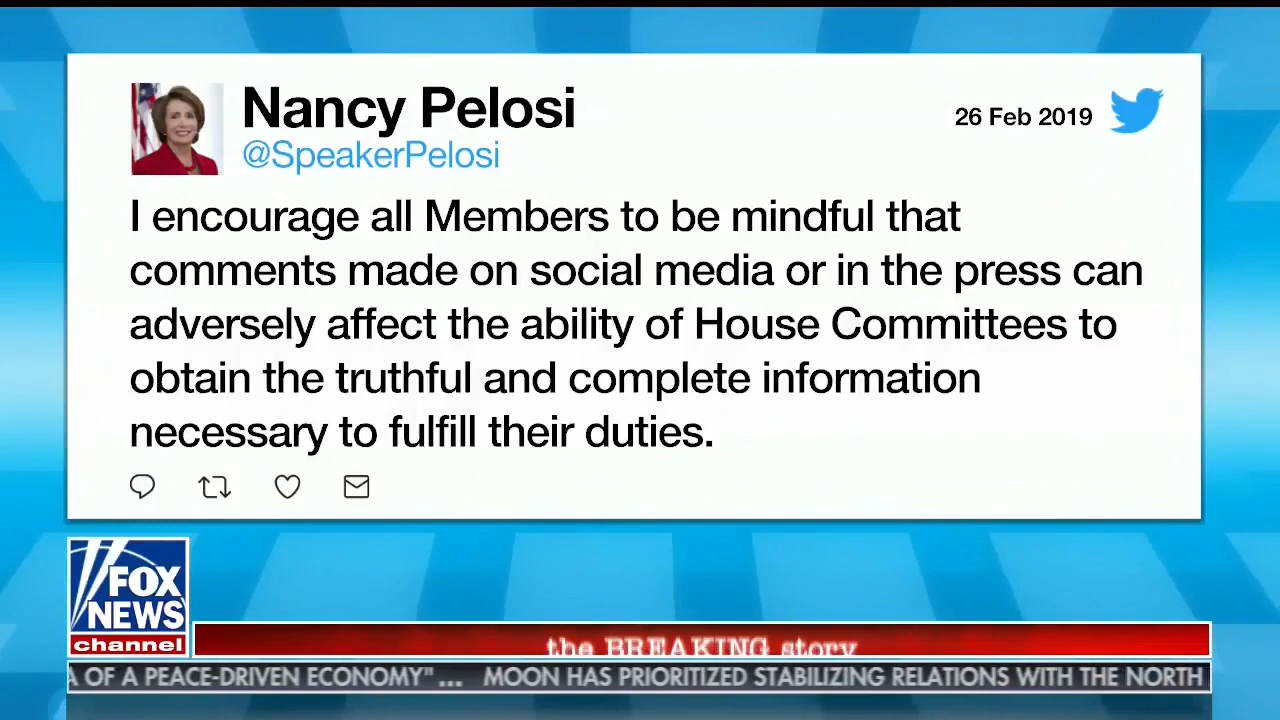 Nancy Pelosi
@SpeakerPelosi
26 Feb 2019
I encourage all Members to be mindful that
comments made on social media or in the press can
adversely affect the ability of House Committees to
obtain the truthful and complete information
necessary to fulfill their duties.
FOX
NEWS
channel
the BREAKING story
A OF A PEACE-DRIVEN ECONOMY" ... MOON HAS PRIORITIZED STABILIZING RELATIONS WITH THE NORTH